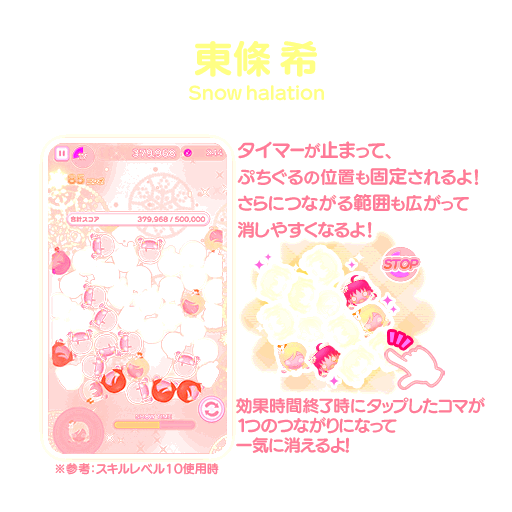 東條 希
Snow halation
タイマーが止まって、
ぷちぐるの位置も固定されるよ!
さらにつながる範囲も広がって
消しやすくなるよ!
合計スコア 379,968 / 500,000
STOP
効果時間終了時にタップしたコマが
1つのつながりになって
一気に消えるよ!
※参考:スキルレベル10使用時